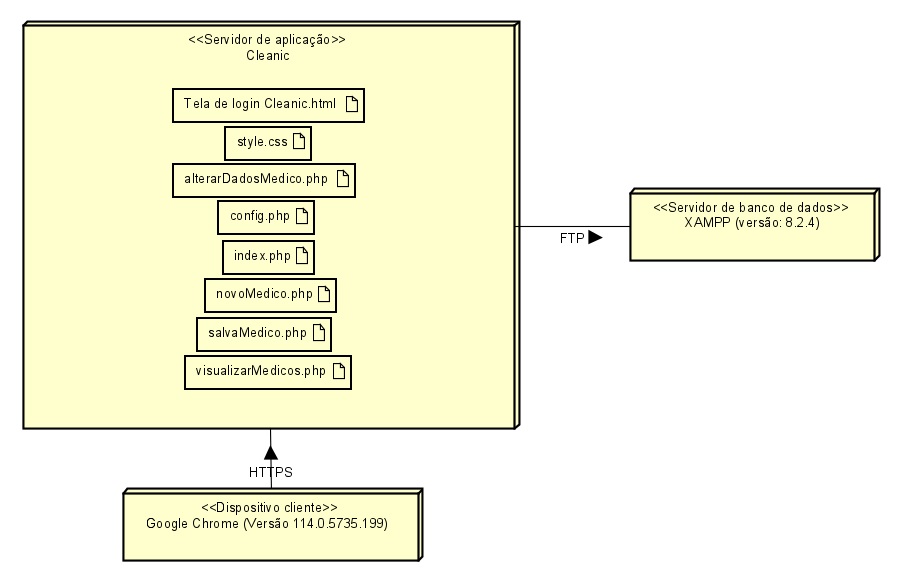 <<Servidor de aplicação>>
Cleanic
Tela de login Cleanic.html
style.css
alterarDadosMedico.php
config.php
index.php
novoMedico.php
salvaMedico.php
visualizarMedicos.php
<<Servidor de banco de dados>>
XAMPP (versão: 8.2.4)
FTP
HTTPS
<<Dispositivo cliente>>
Google Chrome (Versão 114.0.5735.199)